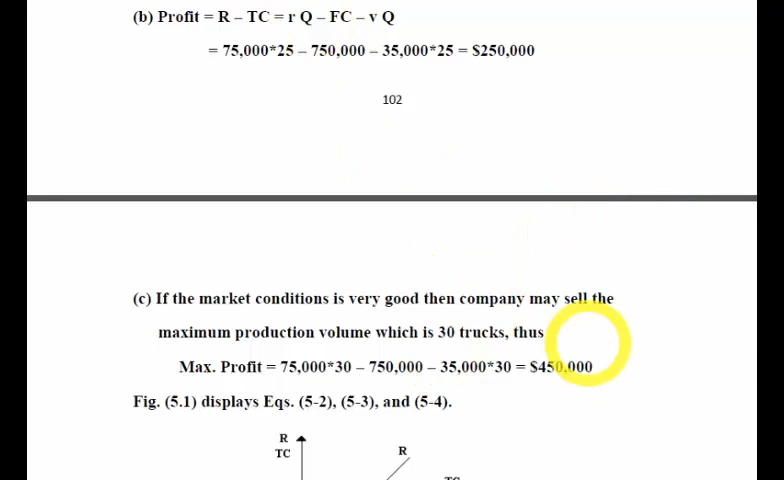 (b) Profit = R – TC = r Q – FC – v Q
= 75,000*25 – 750,000 – 35,000*25 = $250,000
102
(c) If the market conditions is very good then company may sell the
maximum production volume which is 30 trucks, thus
Max. Profit = 75,000*30 – 750,000 – 35,000*30 = $450,000
Fig. (5.1) displays Eqs. (5-2), (5-3), and (5-4).
R
TC
R
TC